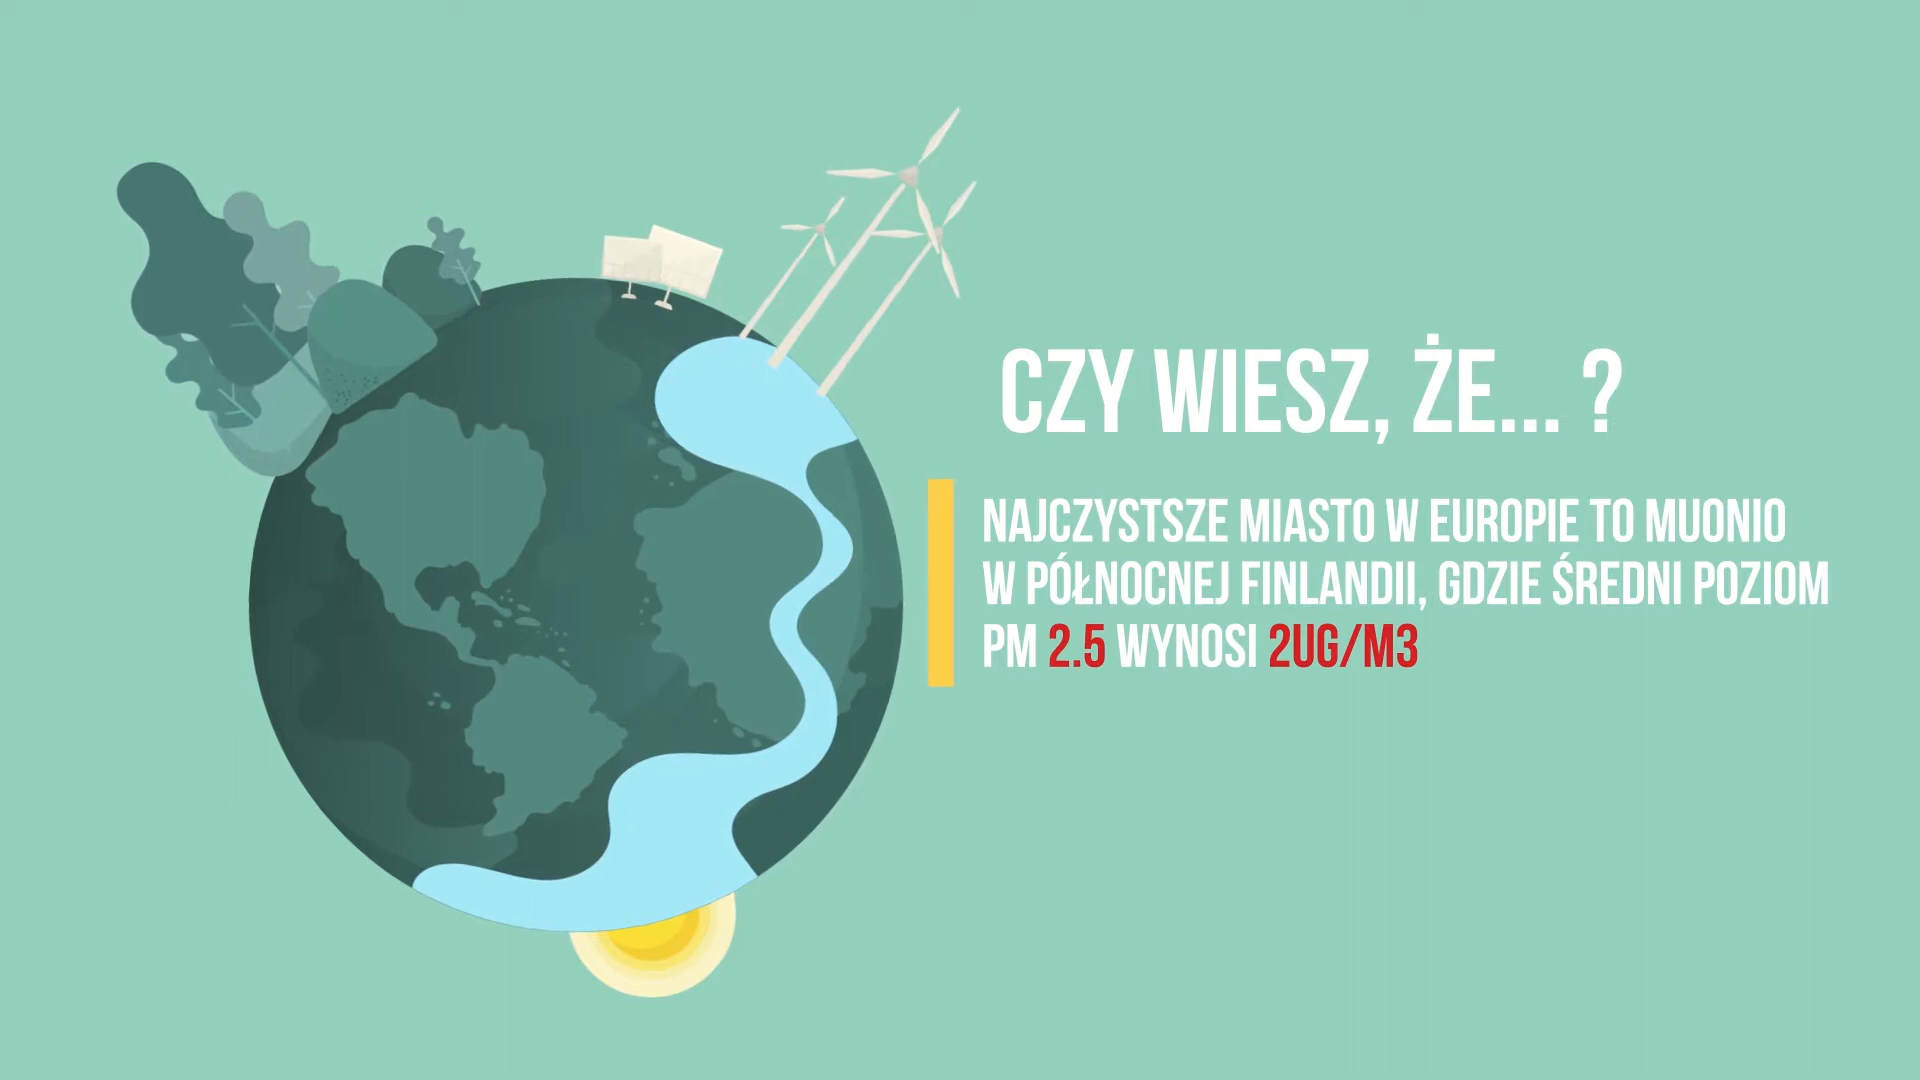 CZY WIESZ, ŻE... ?
NAJCZYSTSZE MIASTO W EUROPIE TO MUONIO
W PÓŁNOCNEJ FINLANDII, GDZIE ŚREDNI POZIOM
PM 2.5 WYNOSI 2UG/M3